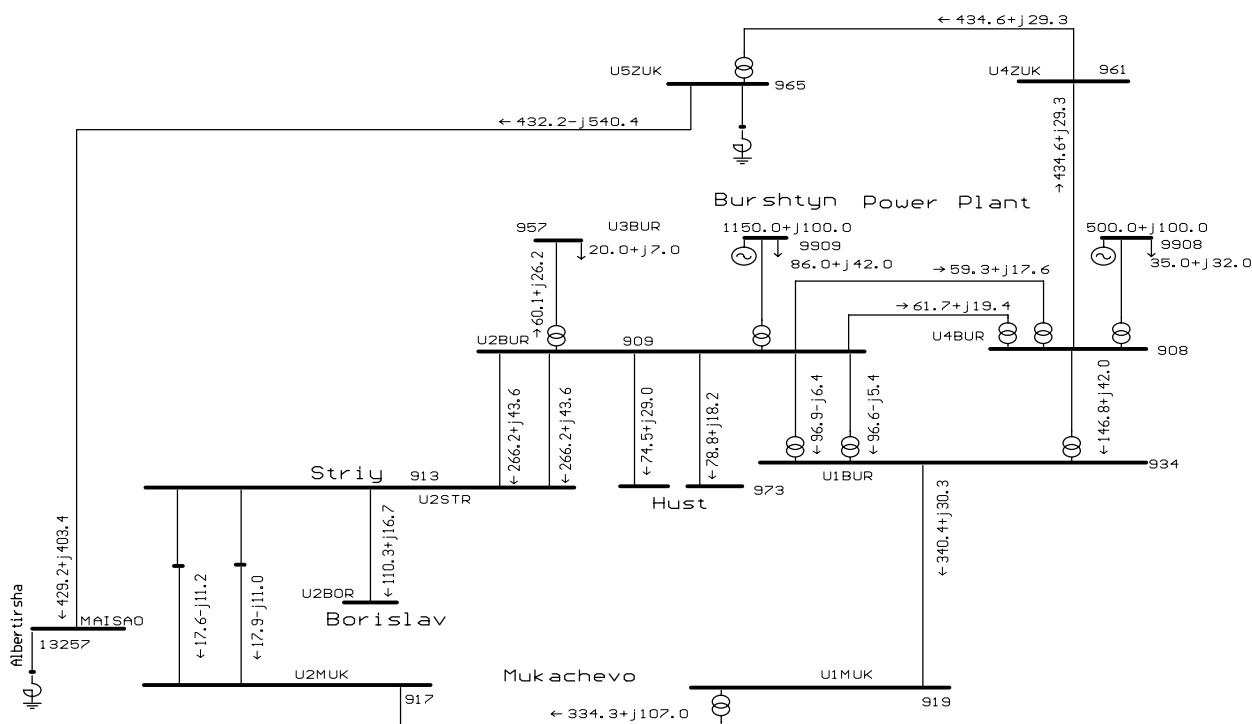 ←434.6+j29.3
U5ZUK
965
U4ZUK
961
←432.2-j540.4
→434.6+j29.3
Burshtyn Power Plant
957
U3BUR
20.0+j7.0
1150.0+j100.0
9909
86.0+j42.0
500.0+j100.0
9908
35.0+j32.0
→60.1+j26.2
→59.3+j17.6
→61.7+j19.4
U2BUR
909
U4BUR
908
←266.2+j43.6
←266.2+j43.6
←74.5+j29.0
←78.8+j18.2
←96.9-j6.4
←96.6-j5.4
←146.8+j42.0
Striy
913
U2STR
Hust
973
U1BUR
934
←429.2+j403.4
←17.6-j11.2
←17.9-j11.0
←110.3+j16.7
←340.4+j30.3
U2BOR
Borislav
Albertirsha
MAISAO
13257
U2MUK
917
Mukachevo
U1MUK
919
←334.3+j107.0